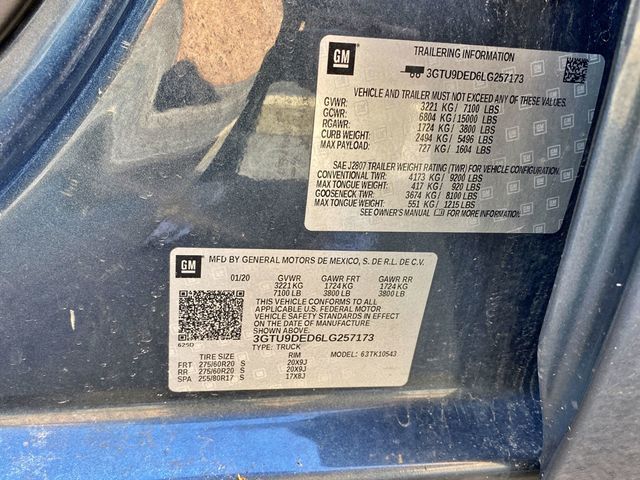 GM
TRAILERING INFORMATION
3GTU9DED6LG257173
VEHICLE AND TRAILER MUST NOT EXCEED ANY OF THESE VALUES.
GVWR: 3221 KG/ 7100 LBS
GCWR: 6804 KG/ 15000 LBS
RGAWR: 1724 KG/ 3800 LBS
CURB WEIGHT: 2494 KG/ 5496 LBS
MAX PAYLOAD: 727 KG/ 1604 LBS
SAE J2807 TRAILER WEIGHT RATING (TWR) FOR VEHICLE CONFIGURATION.
CONVENTIONAL TWR: 4173 KG/ 9200 LBS
MAX TONGUE WEIGHT: 417 KG/ 920 LBS
GOOSENECK TWR: 3674 KG/ 8100 LBS
MAX TONGUE WEIGHT: 551 KG/ 1215 LBS
SEE OWNER'S MANUAL FOR MORE INFORMATION
GM
MFD BY GENERAL MOTORS DE MEXICO, S. DE R.L. DE C.V.
01/20 GVWR GAWR FRT GAWR RR
3221 KG 1724 KG 1724 KG
7100 LB 3800 LB 3800 LB
THIS VEHICLE CONFORMS TO ALL
APPLICABLE U.S. FEDERAL MOTOR
VEHICLE SAFETY STANDARDS IN EFFECT
ON THE DATE OF MANUFACTURE
SHOWN ABOVE.
3GTU9DED6LG257173
625D TYPE: TRUCK MODEL: 63TK10543
TIRE SIZE RIM
FRT 275/60R20 S 20X9J
RR 275/60R20 S 20X9J
SPA 255/80R17 S 17X8J